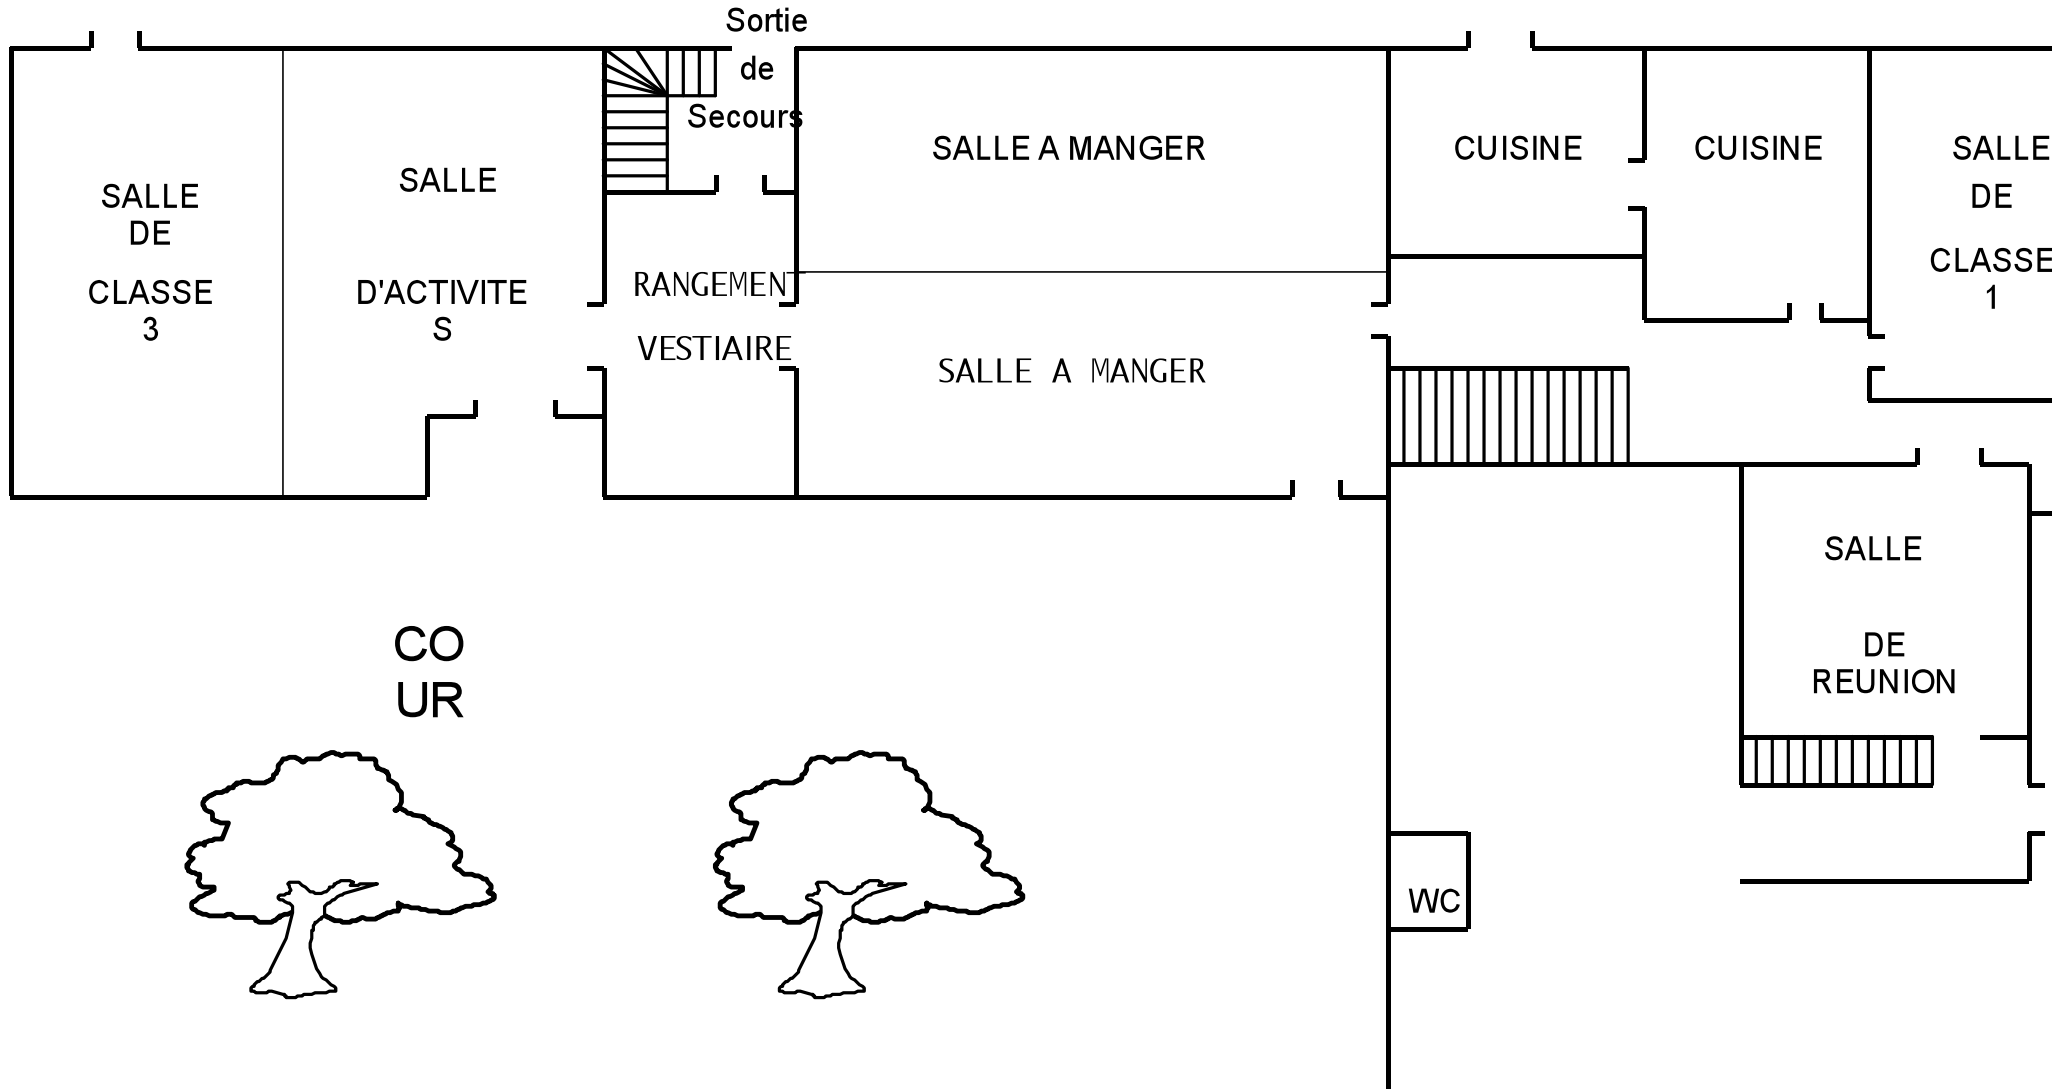 Sortie
de
Secours
SALLE
DE
CLASSE
3
SALLE
D'ACTIVITE
S
RANGEMEN
VESTIAIRE
SALLE A MANGER
SALLE A MANGER
CUISINE
CUISINE
SALLE
DE
CLASSE
1
SALLE
DE
REUNION
CO
UR
WC